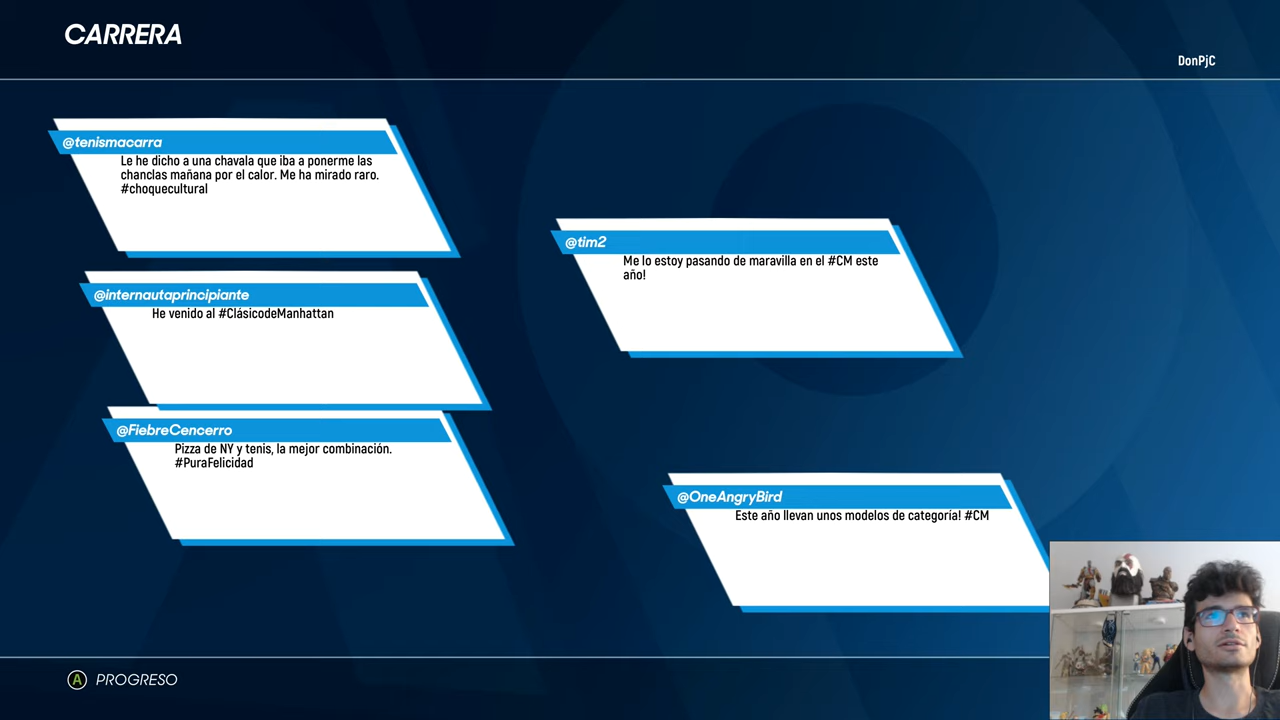 CARRERA
DonPjC
@tenismacarra
Le he dicho a una chavala que iba a ponerme las
chanclas mañana por el calor. Me ha mirado raro.
#choquecultural
@tim2
Me lo estoy pasando de maravilla en el #CM este
año!
@internautaprincipiante
He venido al #ClásicodeManhattan
@FiebreCencerro
Pizza de NY y tenis, la mejor combinación.
#PuraFelicidad
@OneAngryBird
Este año llevan unos modelos de categoría! #CM
A PROGRESO